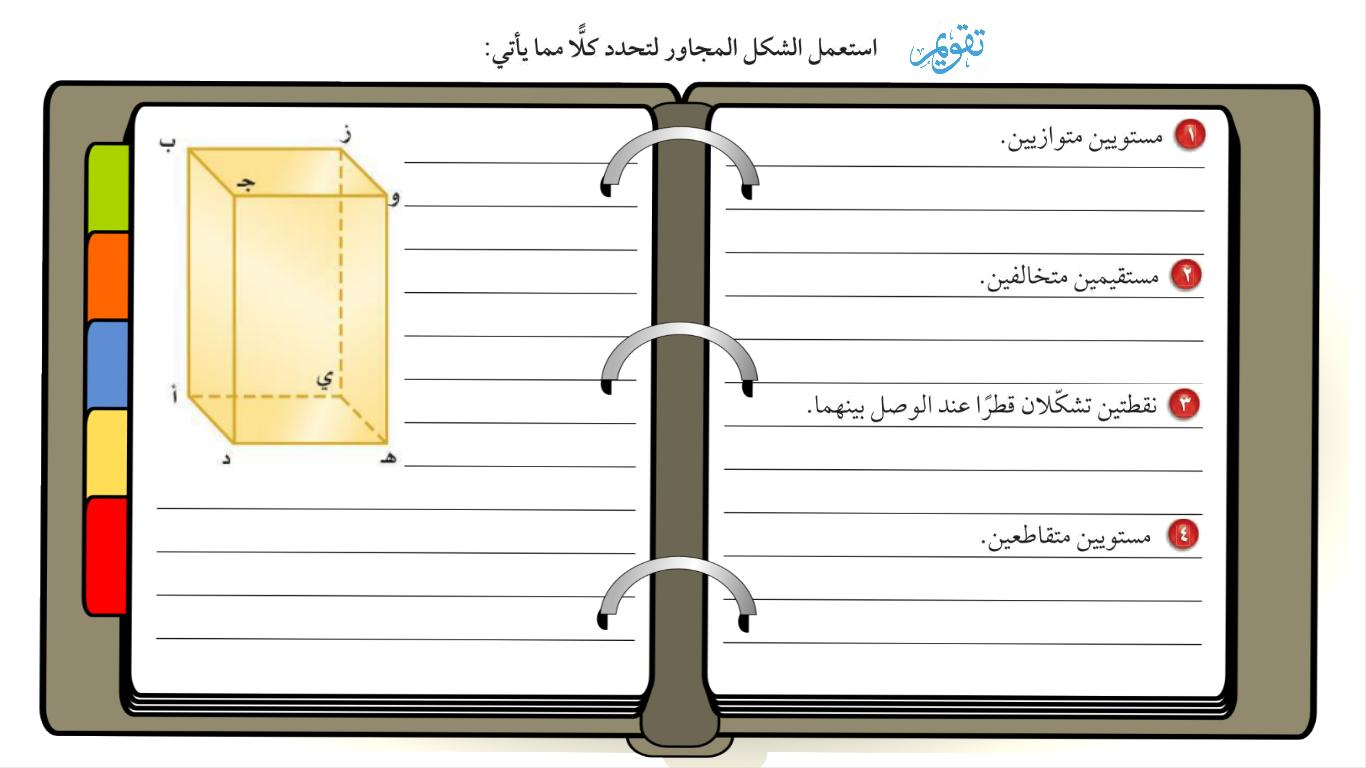 تقويم استعمل الشكل المجاور لتحدد كلًّا مما يأتي:
١ مستويين متوازيين.
٢ مستقيمين متخالفين.
٣ نقطتين تشكّلان قطرًا عند الوصل بينهما.
٤ مستويين متقاطعين.
ز
ب
جـ
و
ي
أ
د
هـ